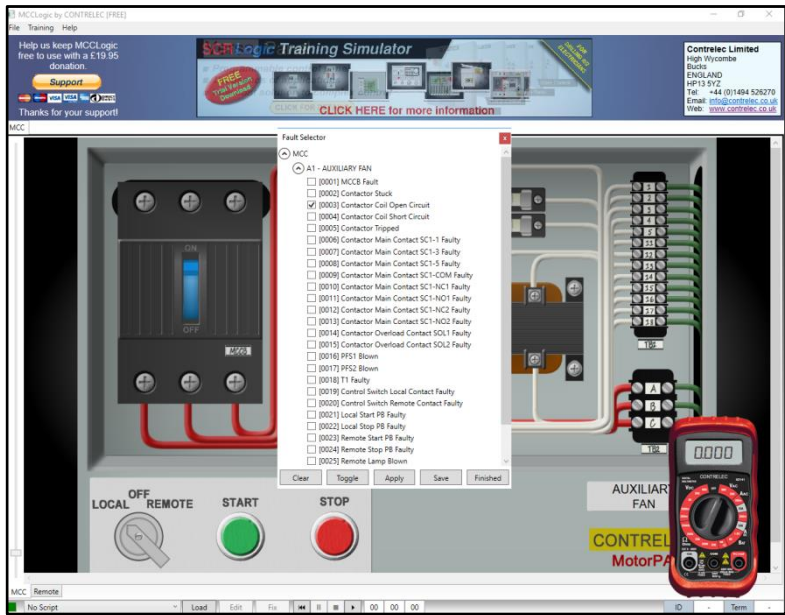 MCCLogic by CONTRELEC [FREE]
File Training Help
Help us keep MCCLogic
free to use with a £19.95
donation.
Support
VISA VISA
Thanks for your support!
SCRLogic Training Simulator
FREE
Trial Version
Download
CLICK FOR
CLICK HERE for more information
Contrelec Limited
High Wycombe
Bucks
ENGLAND
HP13 5YZ
Tel: +44 (0)1494 526270
Email: info@contrelec.co.uk
Web: www.contrelec.co.uk
MCC
Fault Selector
x
MCC
A1 - AUXILIARY FAN
[0001] MCCB Fault
[0002] Contactor Stuck
[0003] Contactor Coil Open Circuit
[0004] Contactor Coil Short Circuit
[0005] Contactor Tripped
[0006] Contactor Main Contact SC1-1 Faulty
[0007] Contactor Main Contact SC1-3 Faulty
[0008] Contactor Main Contact SC1-5 Faulty
[0009] Contactor Main Contact SC1-COM Faulty
[0010] Contactor Main Contact SC1-NC1 Faulty
[0011] Contactor Main Contact SC1-NO1 Faulty
[0012] Contactor Main Contact SC1-NC2 Faulty
[0013] Contactor Main Contact SC1-NO2 Faulty
[0014] Contactor Overload Contact SOL1 Faulty
[0015] Contactor Overload Contact SOL2 Faulty
[0016] PFS1 Blown
[0017] PFS2 Blown
[0018] T1 Faulty
[0019] Control Switch Local Contact Faulty
[0020] Control Switch Remote Contact Faulty
[0021] Local Start PB Faulty
[0022] Local Stop PB Faulty
[0023] Remote Start PB Faulty
[0024] Remote Stop PB Faulty
[0025] Remote Lamp Blown
Clear Toggle Apply Save Finished
ON
OFF
A
B
C
TB1
0.000
CONTRELEC
OFF
LOCAL REMOTE
START
STOP
AUXILIAR
FAN
CONTREL
MotorPA
MCC Remote
No Script Load Edit Fix 00 00 00 ID - Term -